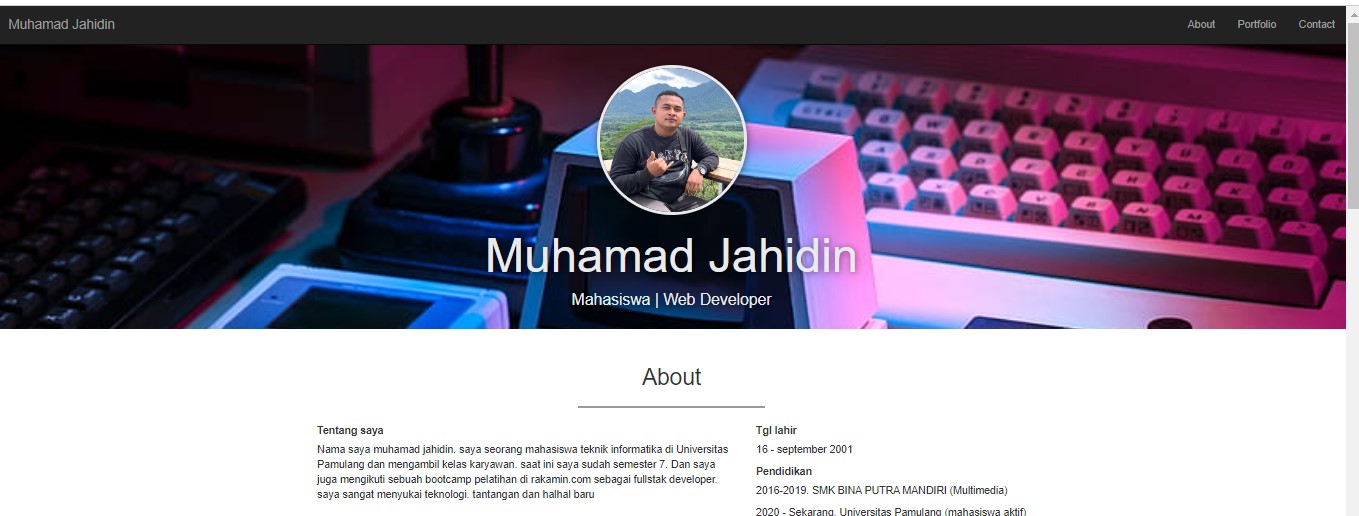 Muhamad Jahidin
About Portfolio Contact
Muhamad Jahidin
Mahasiswa | Web Developer
About
Tentang saya
Nama saya muhamad jahidin. saya seorang mahasiswa teknik informatika di Universitas
Pamulang dan mengambil kelas karyawan. saat ini saya sudah semester 7. Dan saya
juga mengikuti sebuah bootcamp pelatihan di rakamin.com sebagai fullstak developer.
saya sangat menyukai teknologi. tantangan dan halhal baru
Tgl lahir
16 - september 2001
Pendidikan
2016-2019. SMK BINA PUTRA MANDIRI (Multimedia)
2020 - Sekarang. Universitas Pamulang (mahasiswa aktif)